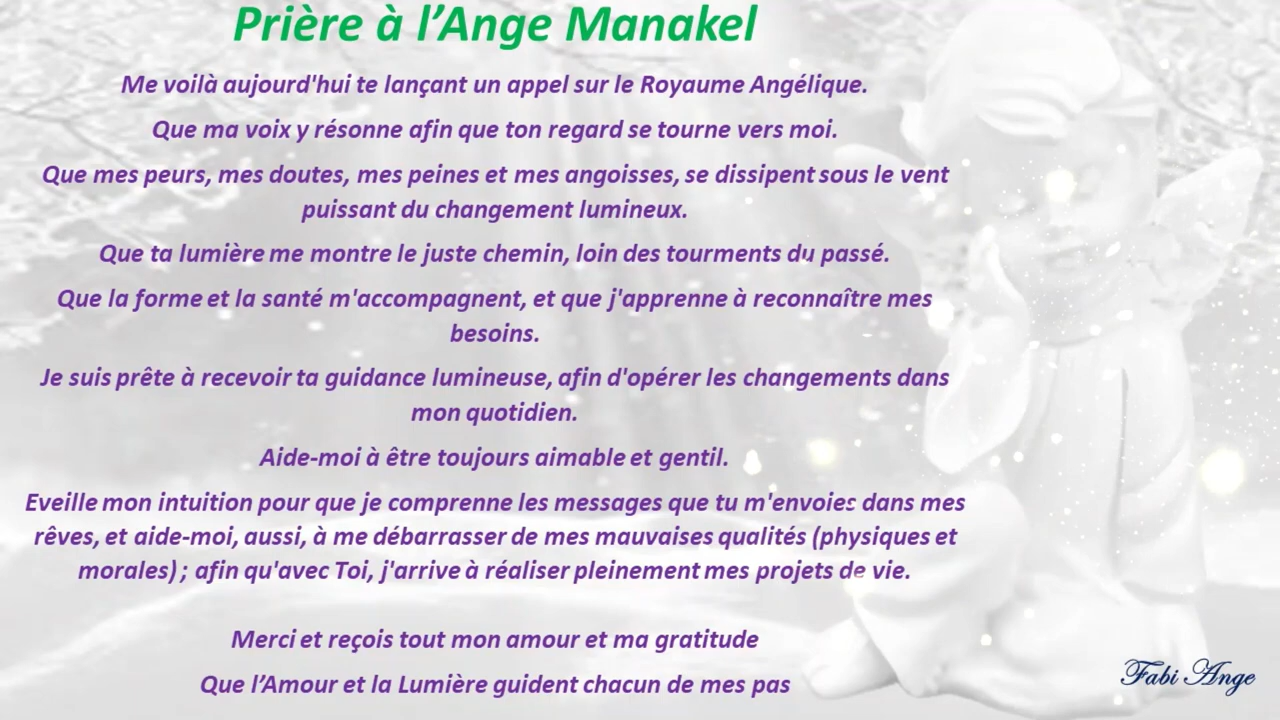 Prière à l’Ange Manakel
Me voilà aujourd'hui te lançant un appel sur le Royaume Angélique.
Que ma voix y résonne afin que ton regard se tourne vers moi.
Que mes peurs, mes doutes, mes peines et mes angoisses, se dissipent sous le vent
puissant du changement lumineux.
Que ta lumière me montre le juste chemin, loin des tourments du passé.
Que la forme et la santé m'accompagnent, et que j'apprenne à reconnaître mes
besoins.
Je suis prête à recevoir ta guidance lumineuse, afin d'opérer les changements dans
mon quotidien.
Aide-moi à être toujours aimable et gentil.
Eveille mon intuition pour que je comprenne les messages que tu m'envoies dans mes
rêves, et aide-moi, aussi, à me débarrasser de mes mauvaises qualités (physiques et
morales) ; afin qu'avec Toi, j'arrive à réaliser pleinement mes projets de vie.
Merci et reçois tout mon amour et ma gratitude
Que l’Amour et la Lumière guident chacun de mes pas
Fabi Ange